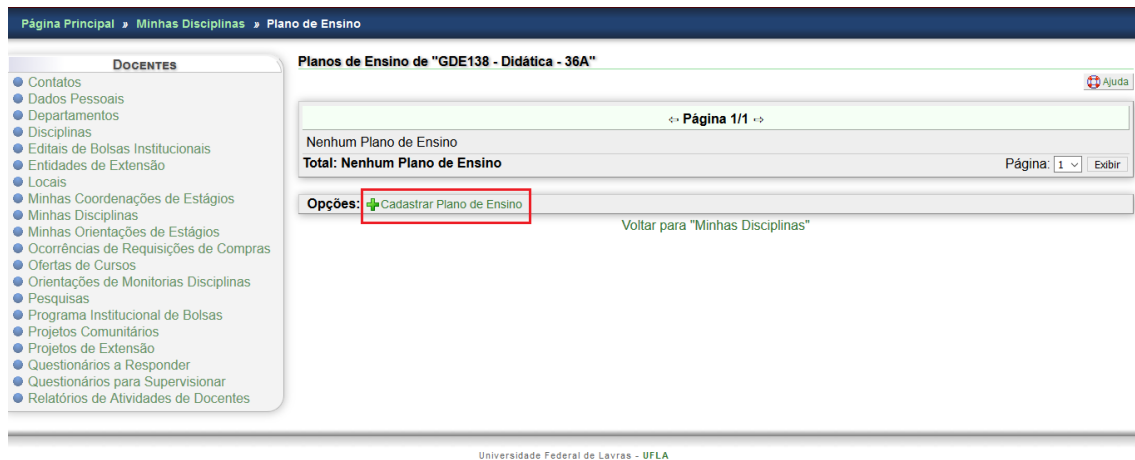 Página Principal » Minhas Disciplinas » Plano de Ensino
DOCENTES
Contatos
Dados Pessoais
Departamentos
Disciplinas
Editais de Bolsas Institucionais
Entidades de Extensão
Locais
Minhas Coordenações de Estágios
Minhas Disciplinas
Minhas Orientações de Estágios
Ocorrências de Requisições de Compras
Ofertas de Cursos
Orientações de Monitorias Disciplinas
Pesquisas
Programa Institucional de Bolsas
Projetos Comunitários
Projetos de Extensão
Questionários a Responder
Questionários para Supervisionar
Relatórios de Atividades de Docentes
Planos de Ensino de "GDE138 - Didática - 36A"
Ajuda
⇦ Página 1/1 ⇨
Nenhum Plano de Ensino
Total: Nenhum Plano de Ensino Página: 1 Exibir
Opções: Cadastrar Plano de Ensino
Voltar para "Minhas Disciplinas"
Universidade Federal de Lavras - UFLA